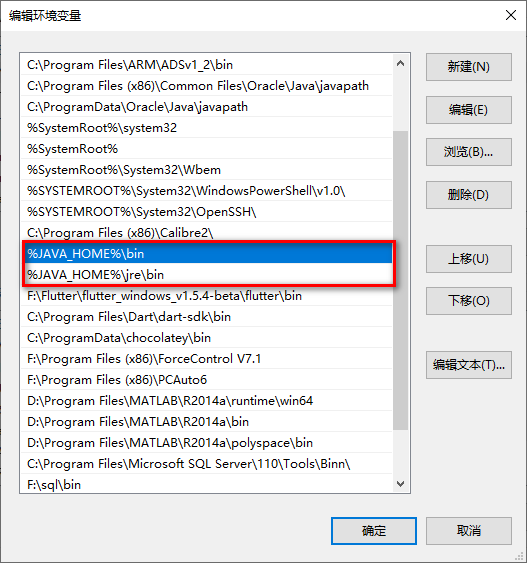 编辑环境变量
C:\Program Files\ARM\ADSv1_2\bin
C:\Program Files (x86)\Common Files\Oracle\Java\javapath
C:\ProgramData\Oracle\Java\javapath
%SystemRoot%\system32
%SystemRoot%
%SystemRoot%\System32\Wbem
%SYSTEMROOT%\System32\WindowsPowerShell\v1.0\
%SYSTEMROOT%\System32\OpenSSH\
C:\Program Files (x86)\Calibre2\
%JAVA_HOME%\bin
%JAVA_HOME%\jre\bin
F:\Flutter\flutter_windows_v1.5.4-beta\flutter\bin
C:\Program Files\Dart\dart-sdk\bin
C:\ProgramData\chocolatey\bin
F:\Program Files (x86)\ForceControl V7.1
F:\Program Files (x86)\PCAuto6
D:\Program Files\MATLAB\R2014a\runtime\win64
D:\Program Files\MATLAB\R2014a\bin
D:\Program Files\MATLAB\R2014a\polyspace\bin
C:\Program Files\Microsoft SQL Server\110\Tools\Binn\
F:\sql\bin
新建(N)
编辑(E)
浏览(B)...
删除(D)
上移(U)
下移(O)
编辑文本(T)...
确定
取消